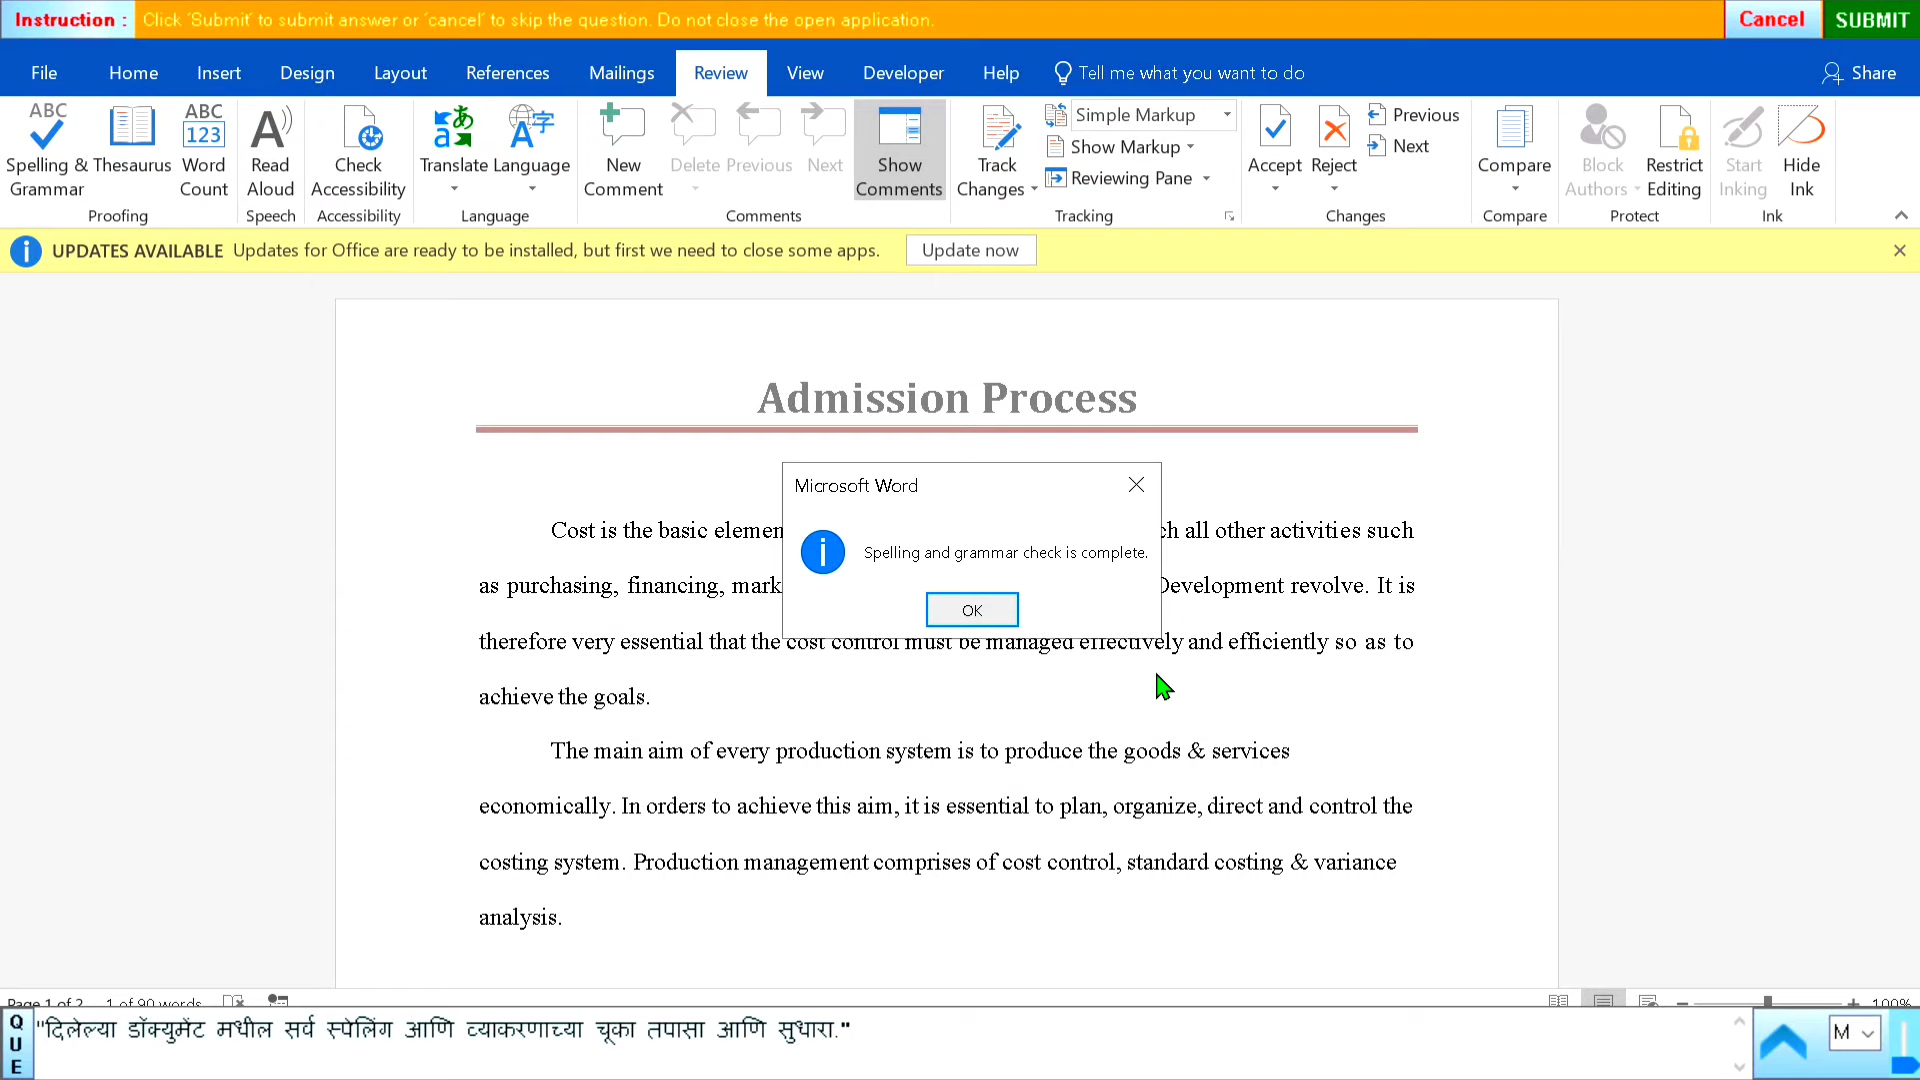 Instruction : Click 'Submit' to submit answer or 'cancel' to skip the question. Do not close the open application. Cancel SUBMIT
File Home Insert Design Layout References Mailings Review View Developer Help Tell me what you want to do Share
ABC Spelling & Grammar
Thesaurus
ABC 123 Word Count
Read Aloud
Check Accessibility
Translate
Language
New Comment
Delete
Previous
Next
Show Comments
Track Changes
Simple Markup
Show Markup
Reviewing Pane
Accept
Reject
Previous
Next
Compare
Block Authors
Restrict Editing
Start Inking
Hide Ink
Proofing Speech Accessibility Language Comments Tracking Changes Compare Protect Ink
UPDATES AVAILABLE Updates for Office are ready to be installed, but first we need to close some apps. Update now
Admission Process
Microsoft Word
Spelling and grammar check is complete.
OK
Cost is the basic elemen ch all other activities such
as purchasing, financing, mark Development revolve. It is
therefore very essential that the cost control must be managed effectively and efficiently so as to
achieve the goals.
The main aim of every production system is to produce the goods & services
economically. In orders to achieve this aim, it is essential to plan, organize, direct and control the
costing system. Production management comprises of cost control, standard costing & variance
analysis.
Page 1 of 2 1 of 90 words 100%
QUE "दिलेल्या डॉक्युमेंट मधील सर्व स्पेलिंग आणि व्याकरणाच्या चूका तपासा आणि सुधारा." M